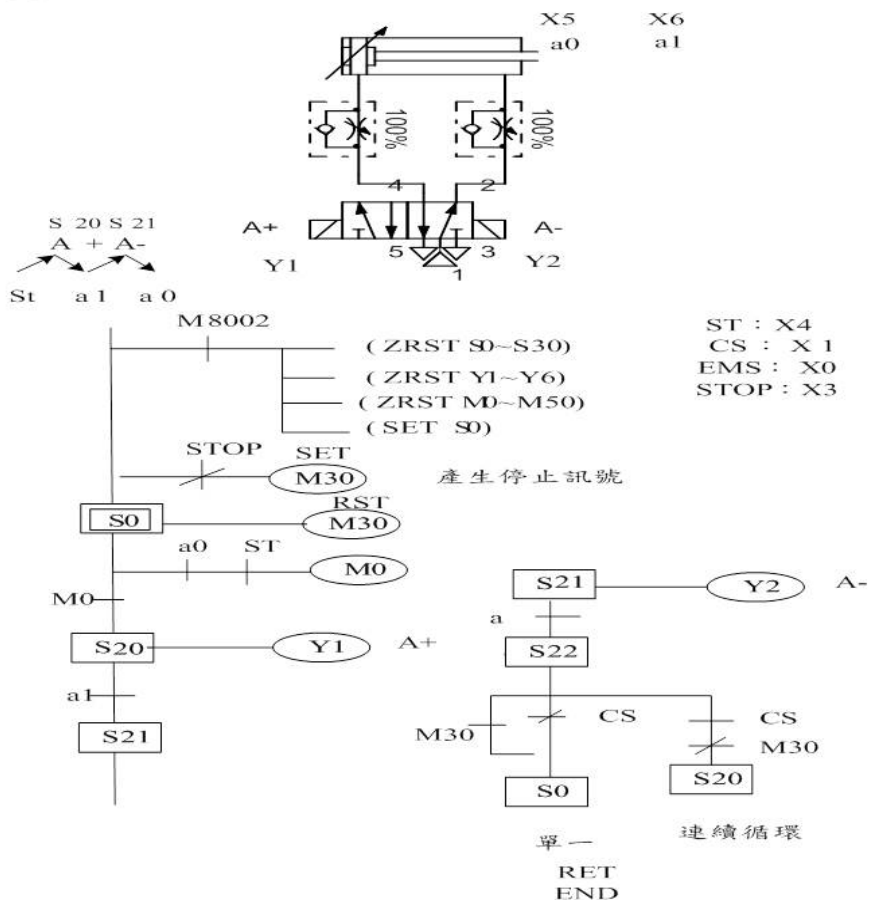 X5 X6
a0 a1
100% 100%
4 2
S 20 S 21
A + A-
A+ 5 3 A-
Y1 1 Y2
St a1 a0
M8002
( ZRST S0~S30)
( ZRST Y1~Y6)
( ZRST M0~M50)
( SET S0)
ST : X4
CS : X 1
EMS : X0
STOP : X3
STOP SET
M30 產生停止訊號
RST
S0 M30
a0 ST
M0
M0
S20 Y1 A+
a1
S21
S21 Y2 A-
a
S22
M30 CS CS
M30
S0 S20
單一 連續循環
RET
END